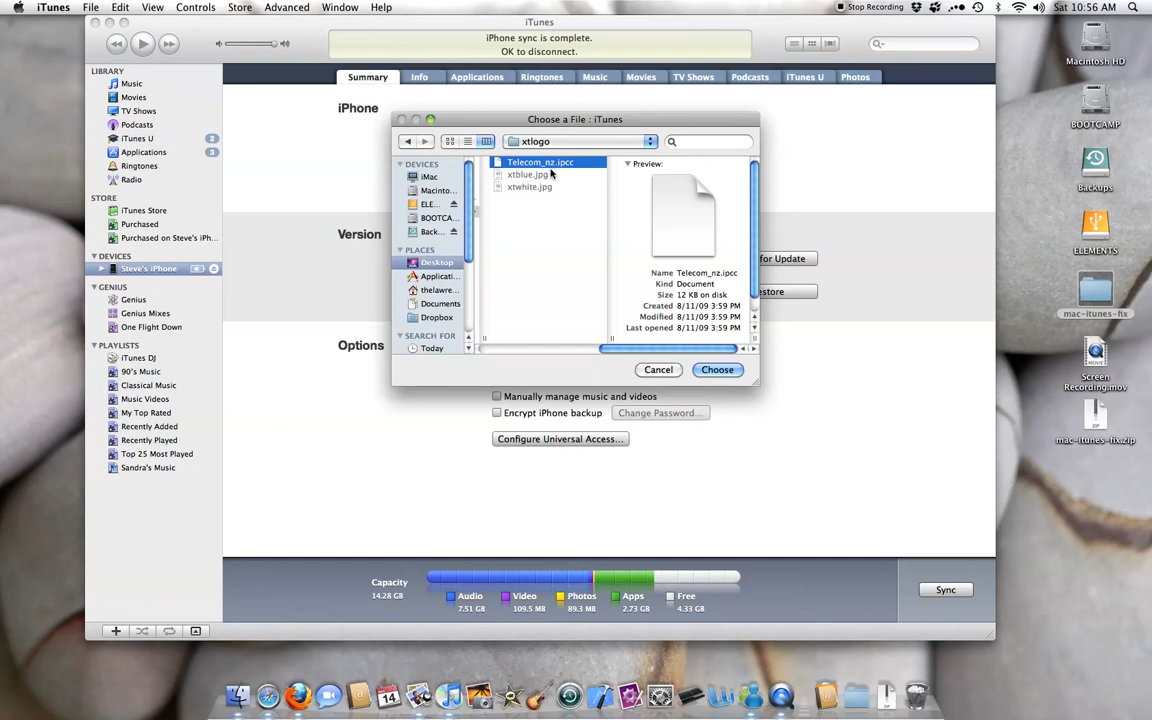 iTunes File Edit View Controls Store Advanced Window Help
Stop Recording
Sat 10:56 AM
iTunes
iPhone sync is complete.
OK to disconnect.
Summary Info Applications Ringtones Music Movies TV Shows Podcasts iTunes U Photos
LIBRARY
Music
Movies
TV Shows
Podcasts
iTunes U 2
Applications 3
Ringtones
Radio
STORE
iTunes Store
Purchased
Purchased on Steve's iPh...
DEVICES
Steve's iPhone
GENIUS
Genius
Genius Mixes
One Flight Down
PLAYLISTS
iTunes DJ
90's Music
Classical Music
Music Videos
My Top Rated
Recently Added
Recently Played
Top 25 Most Played
Sandra's Music
iPhone
Version
Options
Choose a File : iTunes
xtlogo
DEVICES
iMac
Macinto...
ELE...
BOOTCA...
Back...
PLACES
Desktop
Applicati...
thelawre...
Documents
Dropbox
SEARCH FOR
Today
Telecom_nz.ipcc
xtblue.jpg
xtwhite.jpg
Preview:
Name Telecom_nz.ipcc
Kind Document
Size 12 KB on disk
Created 8/11/09 3:59 PM
Modified 8/11/09 3:59 PM
Last opened 8/11/09 3:59 PM
Cancel Choose
for Update
estore
Manually manage music and videos
Encrypt iPhone backup Change Password...
Configure Universal Access...
Capacity
14.28 GB
Audio
7.51 GB
Video
109.5 MB
Photos
89.3 MB
Apps
2.73 GB
Free
4.33 GB
Sync
Macintosh HD
BOOTCAMP
Backups
ELEMENTS
mac-itunes-fix
MOVIE
Screen
Recording.mov
ZIP
mac-itunes-fix.zip
14